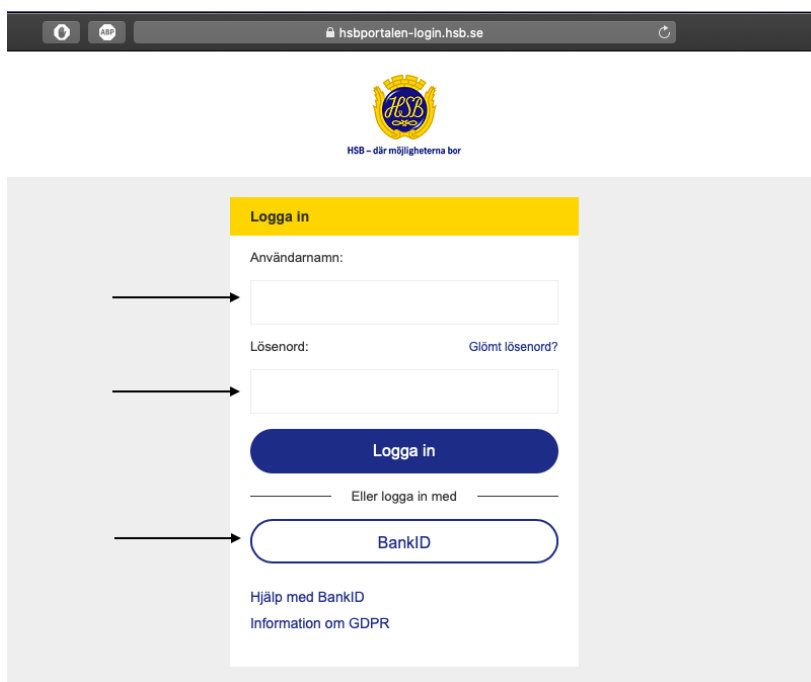 ABP
hsbportalen-login.hsb.se
HSB
HSB – där möjligheterna bor
Logga in
Användarnamn:
Lösenord: Glömt lösenord?
Logga in
Eller logga in med
BankID
Hjälp med BankID
Information om GDPR